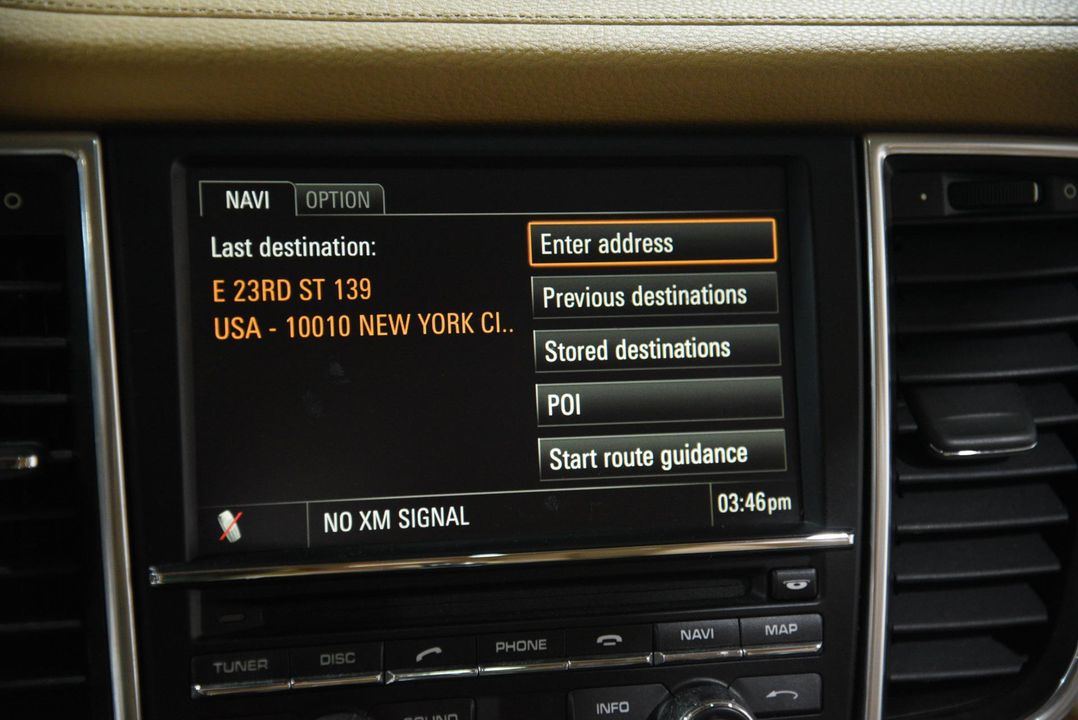 NAVI OPTION
Last destination:
E 23RD ST 139
USA - 10010 NEW YORK CI..
Enter address
Previous destinations
Stored destinations
POI
Start route guidance
NO XM SIGNAL
03:46pm
TUNER DISC PHONE NAVI MAP
SOUND INFO